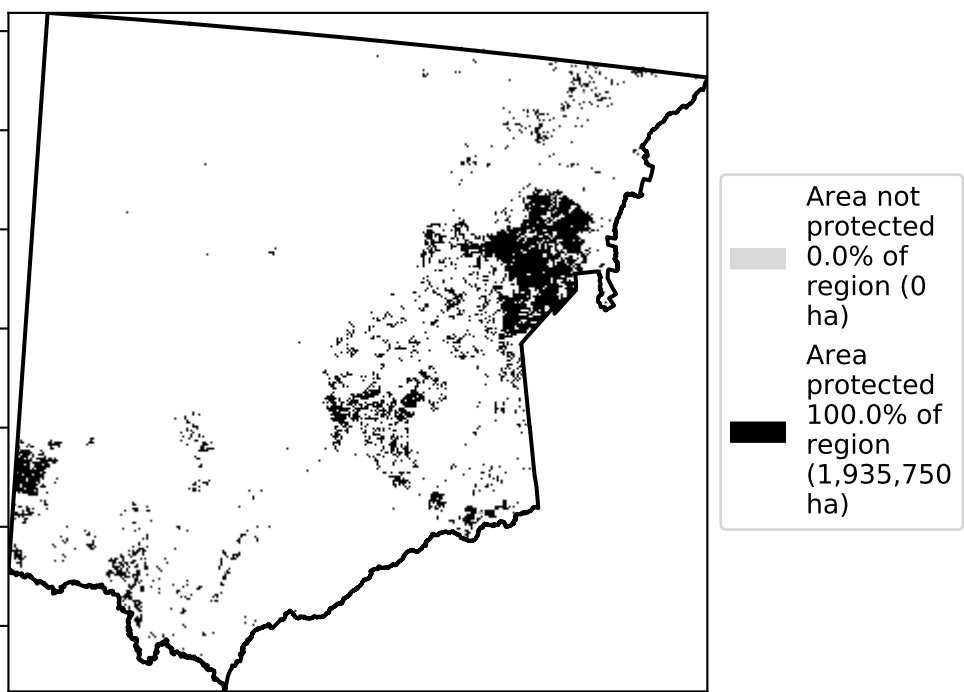 Area not
protected
0.0% of
region (0
ha)
Area
protected
100.0% of
region
(1,935,750
ha)